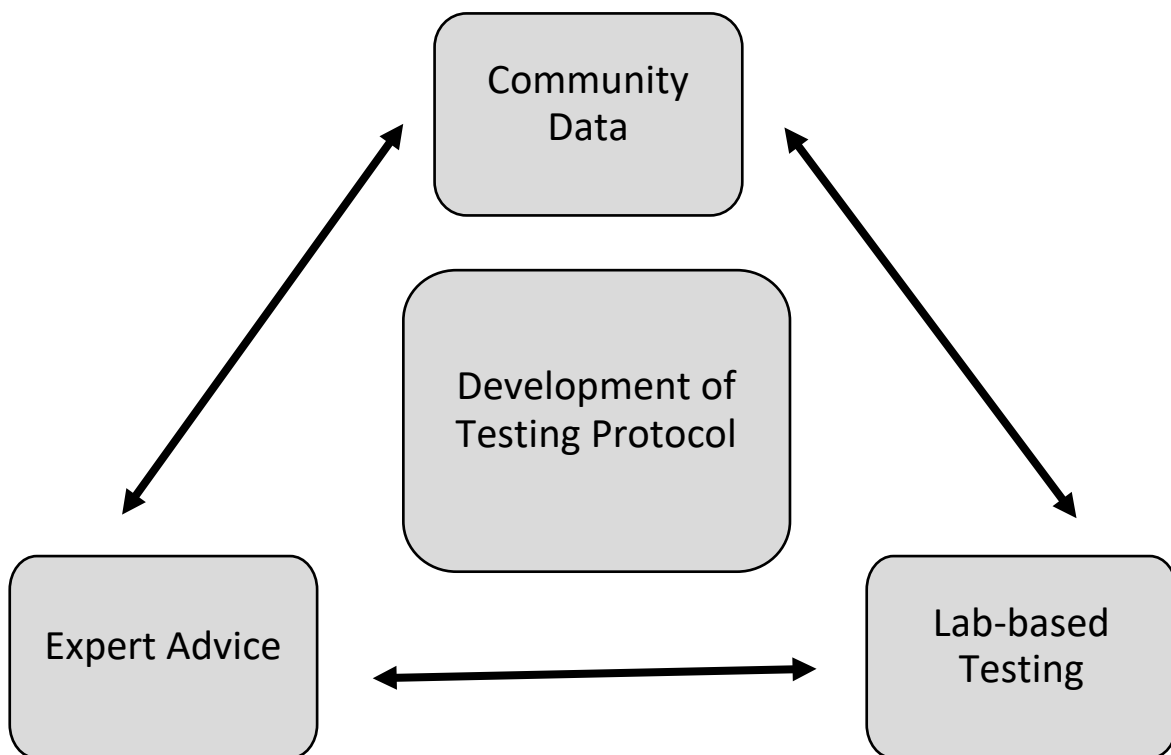 Community
Data
Development of
Testing Protocol
Expert Advice
Lab-based
Testing